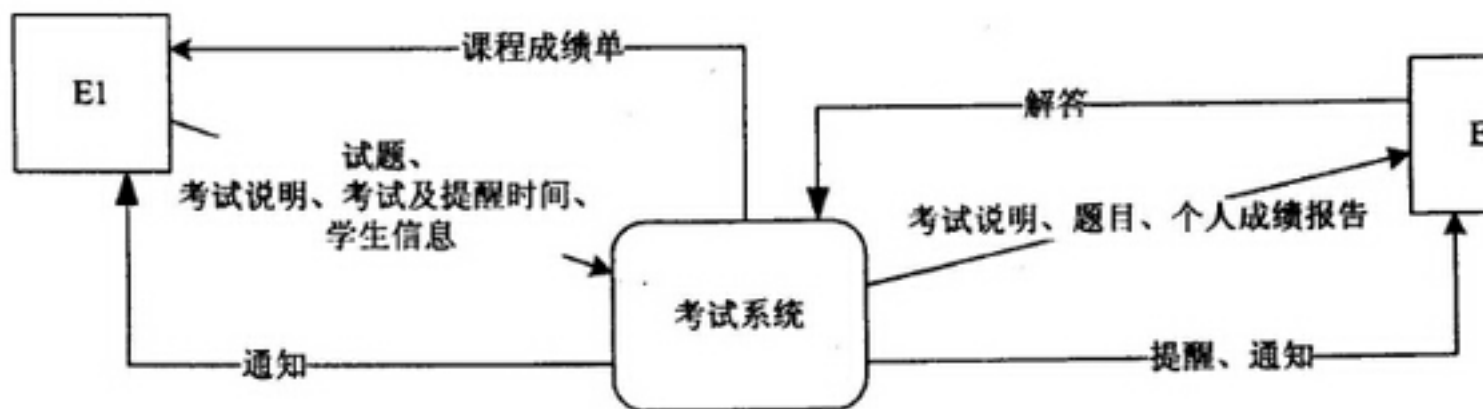 课程成绩单
E1
解答
试题、
考试说明、考试及提醒时间、
学生信息
考试说明、题目、个人成绩报告
考试系统
通知
提醒、通知